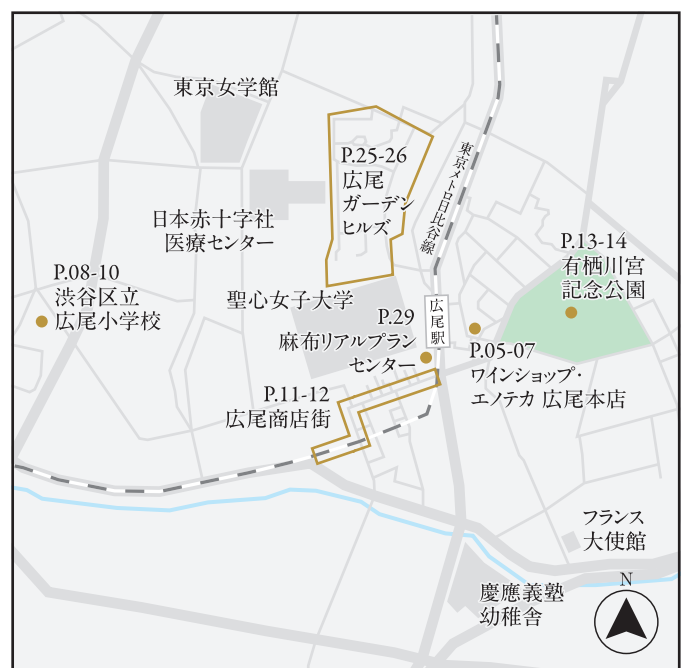 東京女学館
P.25-26
広尾
ガーデン
ヒルズ
東京メトロ日比谷線
日本赤十字社
医療センター
P.13-14
有栖川宮
記念公園
P.08-10
渋谷区立
広尾小学校
聖心女子大学
広尾駅
P.29
麻布リアルプラン
センター
P.05-07
ワインショップ・
エノテカ 広尾本店
P.11-12
広尾商店街
フランス
大使館
慶應義塾
幼稚舎
N